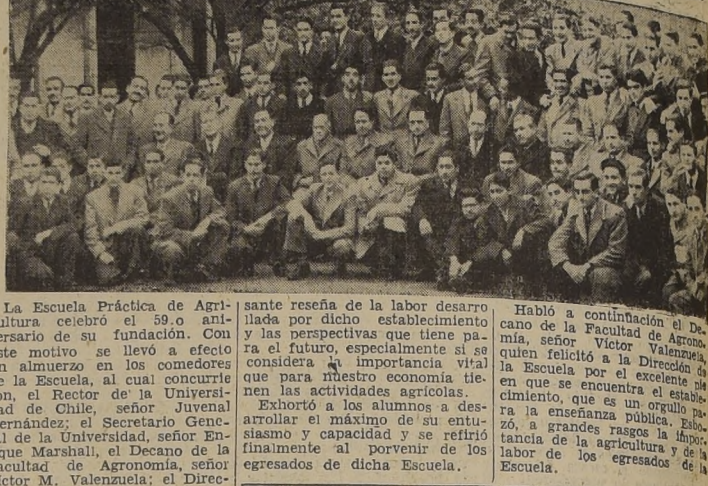 La Escuela Práctica de Agri-
cultura celebró el 59.o ani-
versario de su fundación. Con
este motivo se llevó a efecto
un almuerzo en los comedores
de la Escuela, al cual concurrie
ron, el Rector de la Universi-
dad de Chile, señor Juvenal
Hernández; el Secretario Gene-
ral de la Universidad, señor En-
rique Marshall, el Decano de la
Facultad de Agronomía, señor
Víctor M. Valenzuela; el Direc-
sante reseña de la labor desarro
llada por dicho establecimiento
y las perspectivas que tiene pa-
ra el futuro, especialmente si se
considera la importancia vital
que para nuestro economía tie-
nen las actividades agrícolas.
Exhortó a los alumnos a des-
arrollar el máximo de su entu-
siasmo y capacidad y se refirió
finalmente al porvenir de los
egresados de dicha Escuela.
Habló a continuación el De-
cano de la Facultad de Agrono-
mía, señor Víctor Valenzuela,
quien felicitó a la Dirección de
la Escuela por el excelente pie
en que se encuentra el estable-
cimiento, que es un orgullo pa-
ra la enseñanza pública. Esbo-
zó, a grandes rasgos la impor-
tancia de la agricultura y de la
labor de los egresados de la
Escuela.